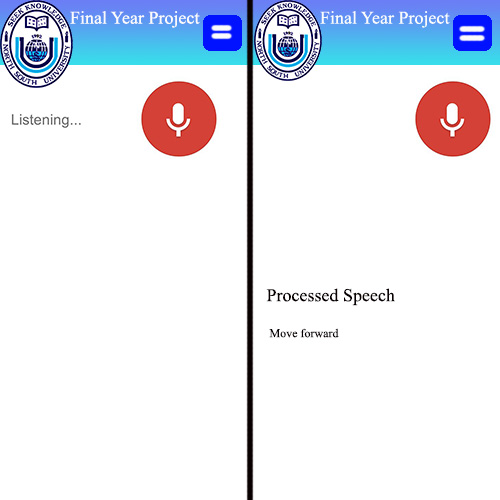 SEEK KNOWLEDGE
1992
NORTH SOUTH UNIVERSITY
Final Year Project
Listening...
SEEK KNOWLEDGE
1992
NORTH SOUTH UNIVERSITY
Final Year Project
Processed Speech
Move forward